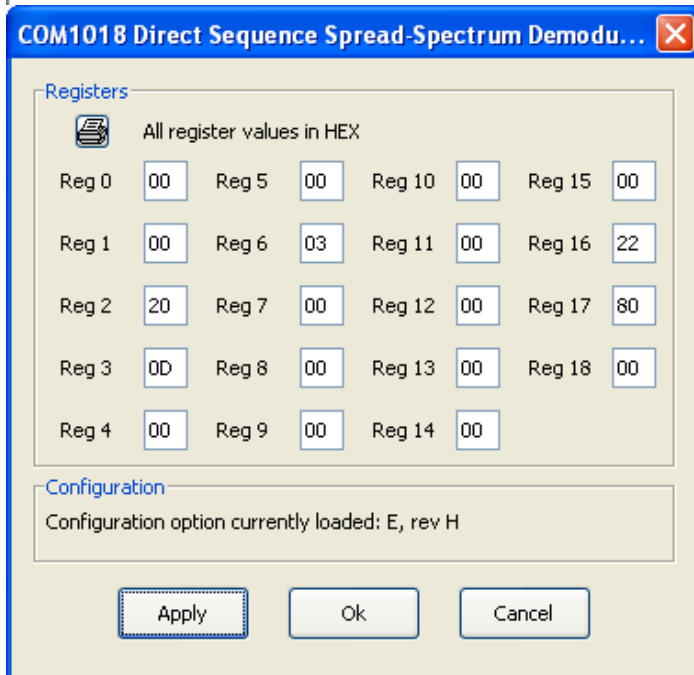 COM1018 Direct Sequence Spread-Spectrum Demodu...
Registers
All register values in HEX
Reg 0 00 Reg 5 00 Reg 10 00 Reg 15 00
Reg 1 00 Reg 6 03 Reg 11 00 Reg 16 22
Reg 2 20 Reg 7 00 Reg 12 00 Reg 17 80
Reg 3 0D Reg 8 00 Reg 13 00 Reg 18 00
Reg 4 00 Reg 9 00 Reg 14 00
Configuration
Configuration option currently loaded: E, rev H
Apply Ok Cancel